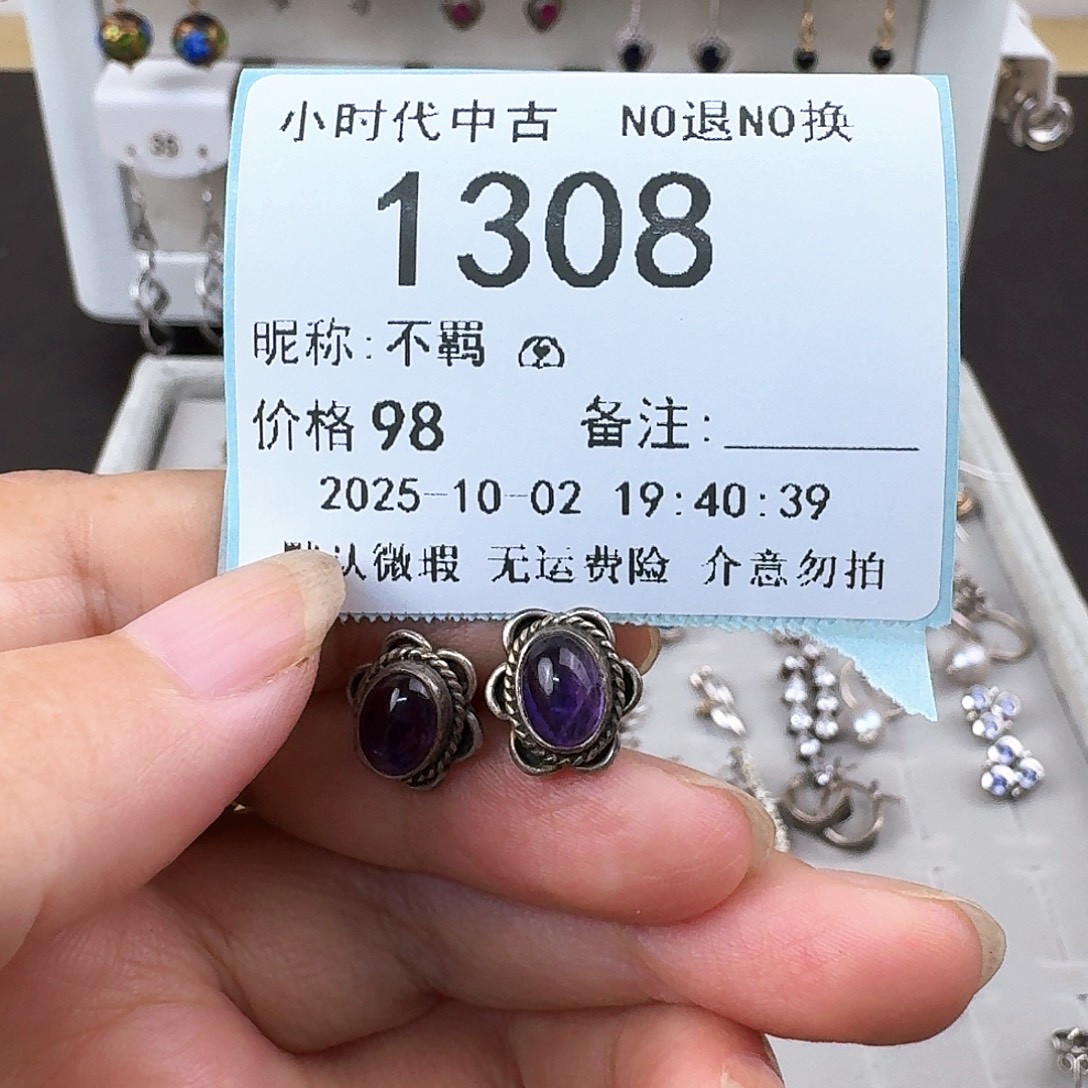 小时代中古 NO退NO换
1308
昵称:不羁
价格 98 备注:
2025-10-02 19:40:39
默认微瑕 无运费险 介意勿拍